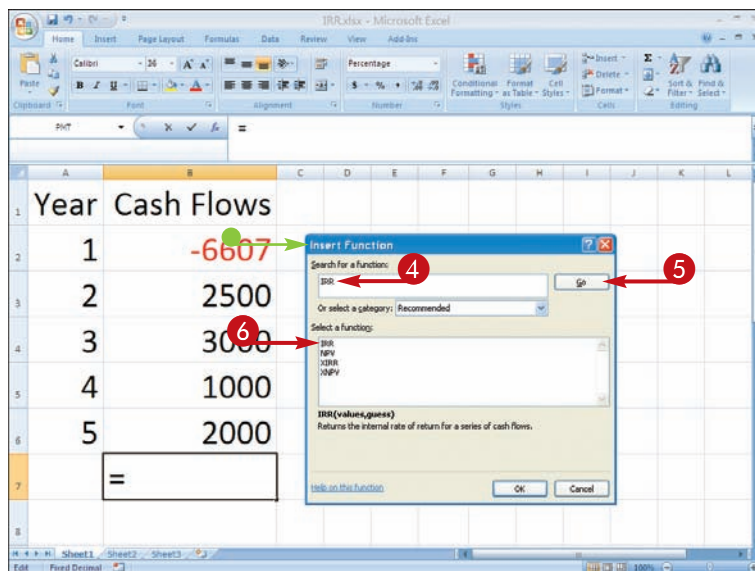 IRR.xlsx - Microsoft Excel
Home Insert Page Layout Formulas Data Review View Add-Ins
Paste
Calibri 26 A A
B I U A
Percentage
$ % ,
Conditional Formatting
Format as Table
Cell Styles
Insert
Delete
Format
Σ
Sort & Filter
Find & Select
Clipboard Font Alignment Number Styles Cells Editing
PMT fx =
A B C D E F G H I J K L
1 Year Cash Flows
2 1 -6607
3 2 2500
4 3 3000
5 4 1000
6 5 2000
7 =
8
Insert Function ?
Search for a function:
4
IRR
Go
5
Or select a category: Recommended
Select a function:
6
IRR
NPV
XIRR
XNPV
IRR(values,guess)
Returns the internal rate of return for a series of cash flows.
Help on this function
OK Cancel
Sheet1 Sheet2 Sheet3
Edit Fixed Decimal 100%